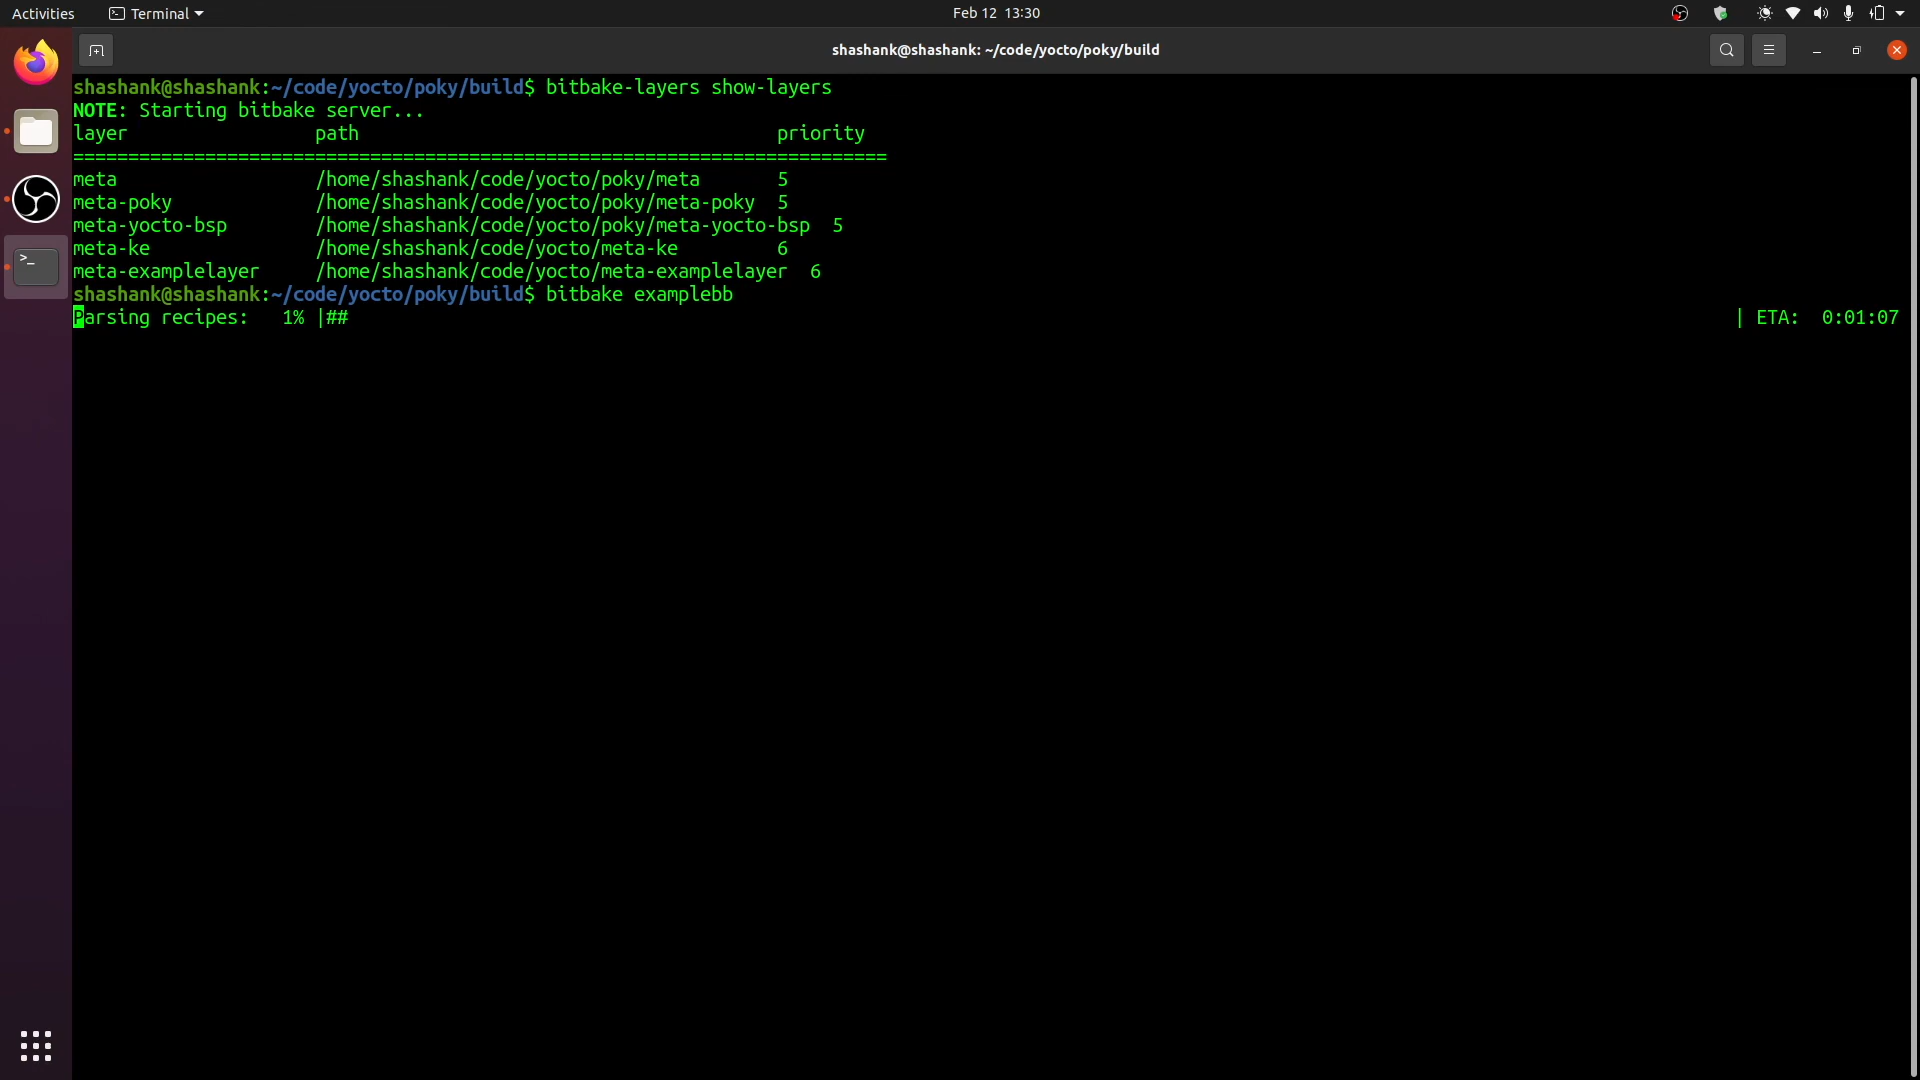 Activities Terminal Feb 12 13:30
shashank@shashank: ~/code/yocto/poky/build
shashank@shashank:~/code/yocto/poky/build$ bitbake-layers show-layers
NOTE: Starting bitbake server...
layer path priority
==========================================================================
meta /home/shashank/code/yocto/poky/meta 5
meta-poky /home/shashank/code/yocto/poky/meta-poky 5
meta-yocto-bsp /home/shashank/code/yocto/poky/meta-yocto-bsp 5
meta-ke /home/shashank/code/yocto/meta-ke 6
meta-examplelayer /home/shashank/code/yocto/meta-examplelayer 6
shashank@shashank:~/code/yocto/poky/build$ bitbake examplebb
Parsing recipes: 1% |## | ETA: 0:01:07
>_